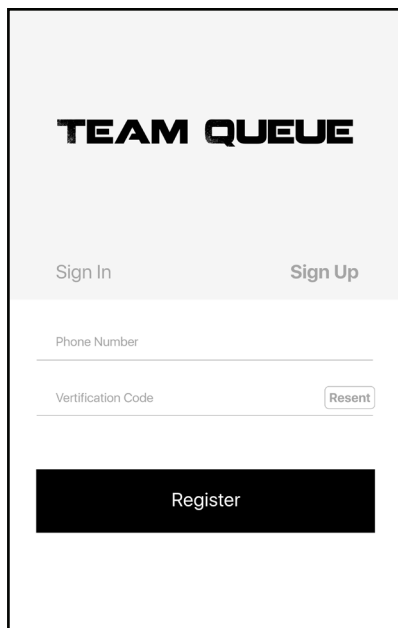 TEAM QUEUE
Sign In Sign Up
Phone Number
Vertification Code Resent
Register